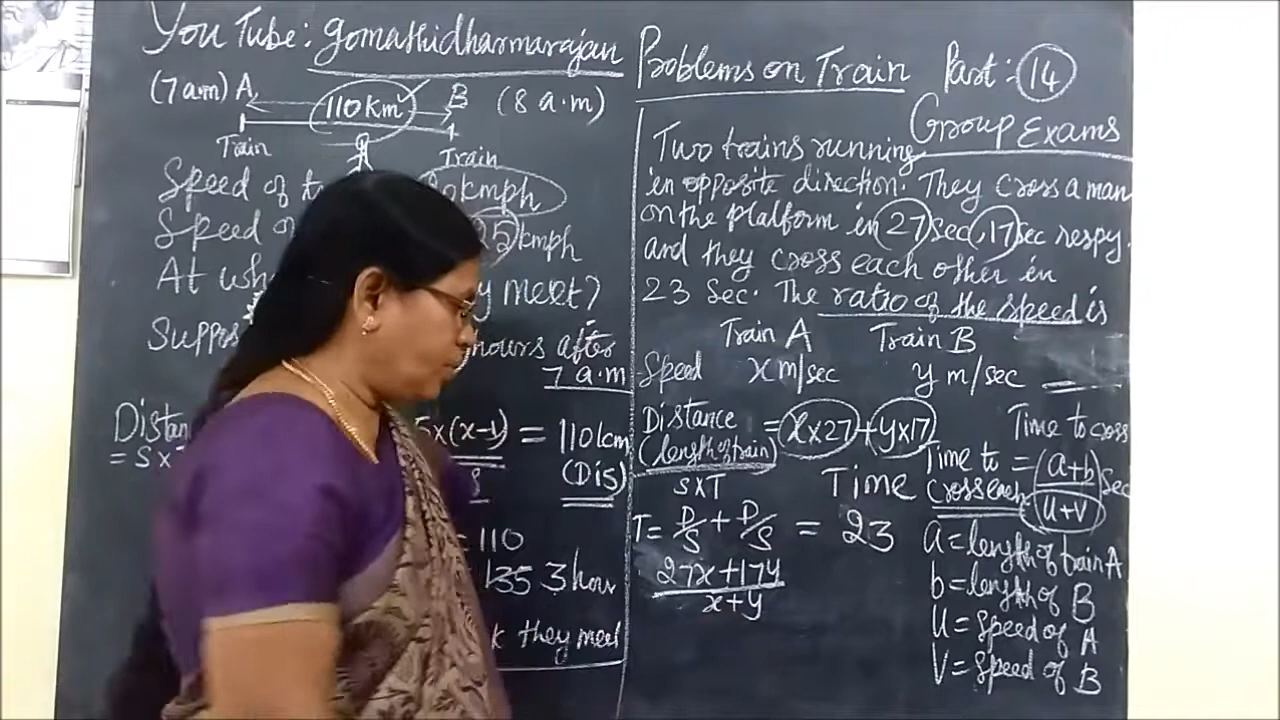 You Tube: gomathidharmarajan
(7 a.m) A 110 Km B (8 a.m)
Train Train
Speed of kmph
Speed of 25 kmph
At meet?
hours after
7 a.m
x(x-1) = 110 km
= S x (Dis)
= 110
135 3 hour
they meet
Problems on Train Part: 14
Group Exams
Two trains running
in opposite direction. They cross a man
on the platform in 27 sec, 17 sec respy.
and they cross each other in
23 Sec. The ratio of the speed is
Train A Train B
Speed x m/sec y m/sec
Distance = x x 27 + y x 17
(length of train)
S x T
Time
T = D/S + D/S = 23
27x + 17y
x + y
Time to cross
Time to = (a+b) Sec
cross each u+v
a = length of train A
b = length of B
u = Speed of A
V = Speed of B